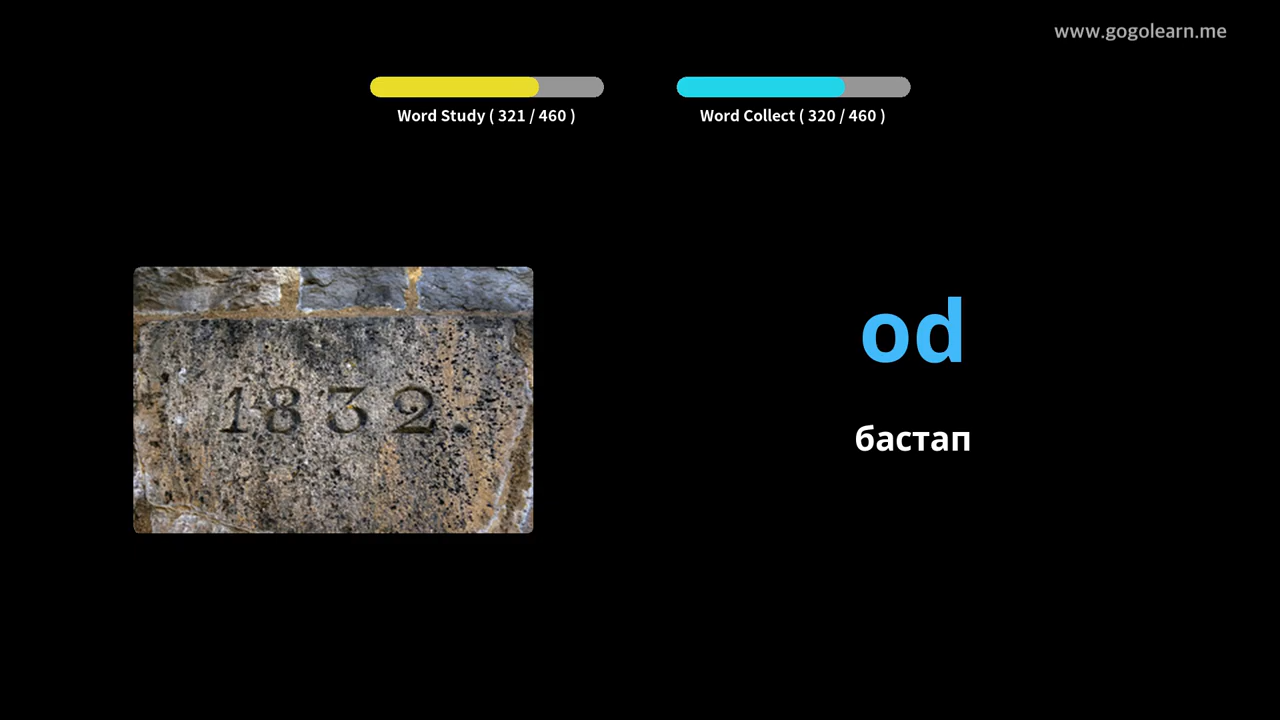 www.gogolearn.me
Word Study ( 321 / 460 )
Word Collect ( 320 / 460 )
1832.
od
бастап